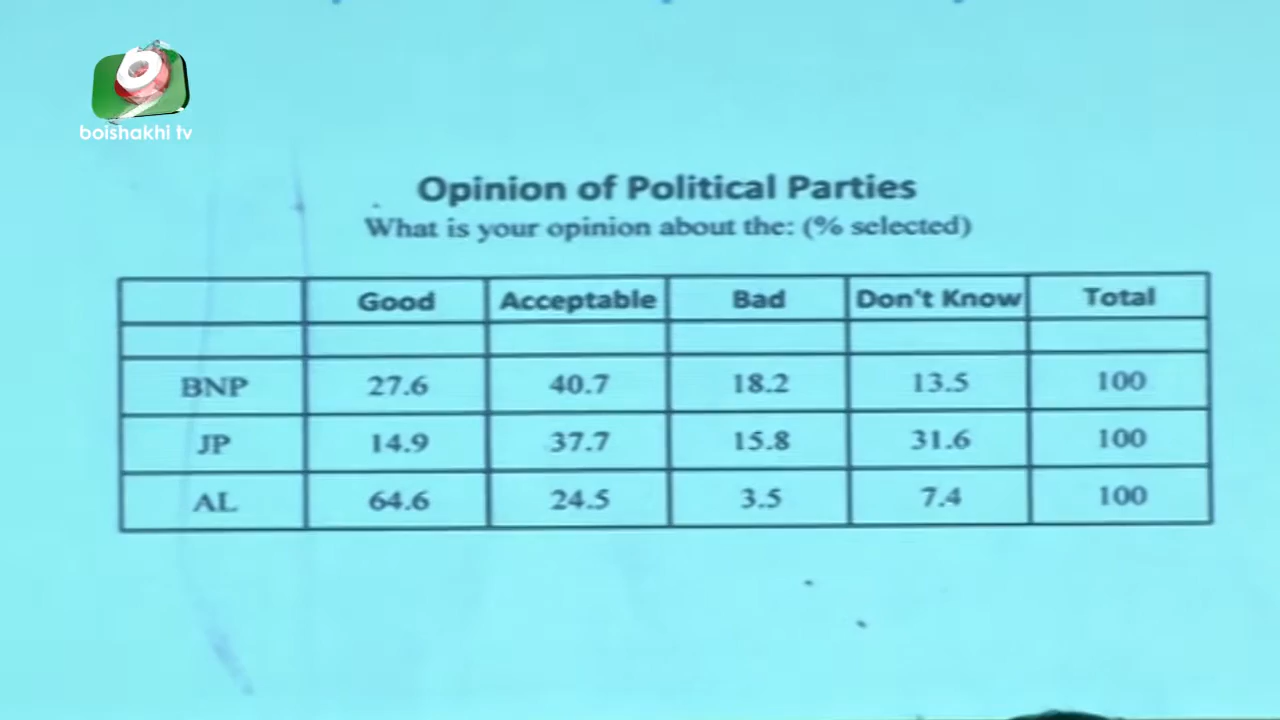 boishakhi tv
Opinion of Political Parties
What is your opinion about the: (% selected)
Good Acceptable Bad Don't Know Total
BNP 27.6 40.7 18.2 13.5 100
JP 14.9 37.7 15.8 31.6 100
AL 64.6 24.5 3.5 7.4 100